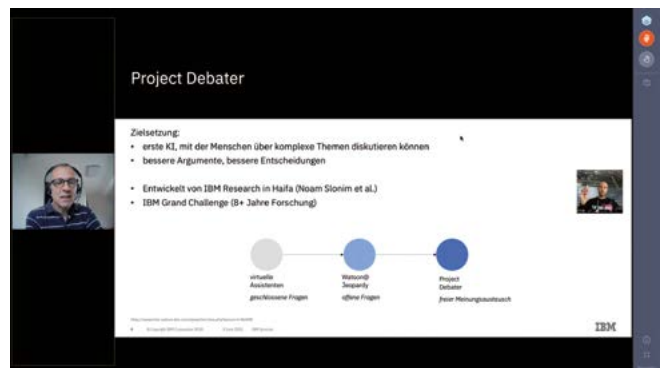 Project Debater
Zielsetzung:
• erste KI, mit der Menschen über komplexe Themen diskutieren können
• bessere Argumente, bessere Entscheidungen
• Entwickelt von IBM Research in Haifa (Noam Slonim et al.)
• IBM Grand Challenge (8+ Jahre Forschung)
virtuelle
Assistenten
geschlossene Fragen
Watson@
Jeopardy
offene Fragen
Project
Debater
freier Meinungsaustausch
IBM